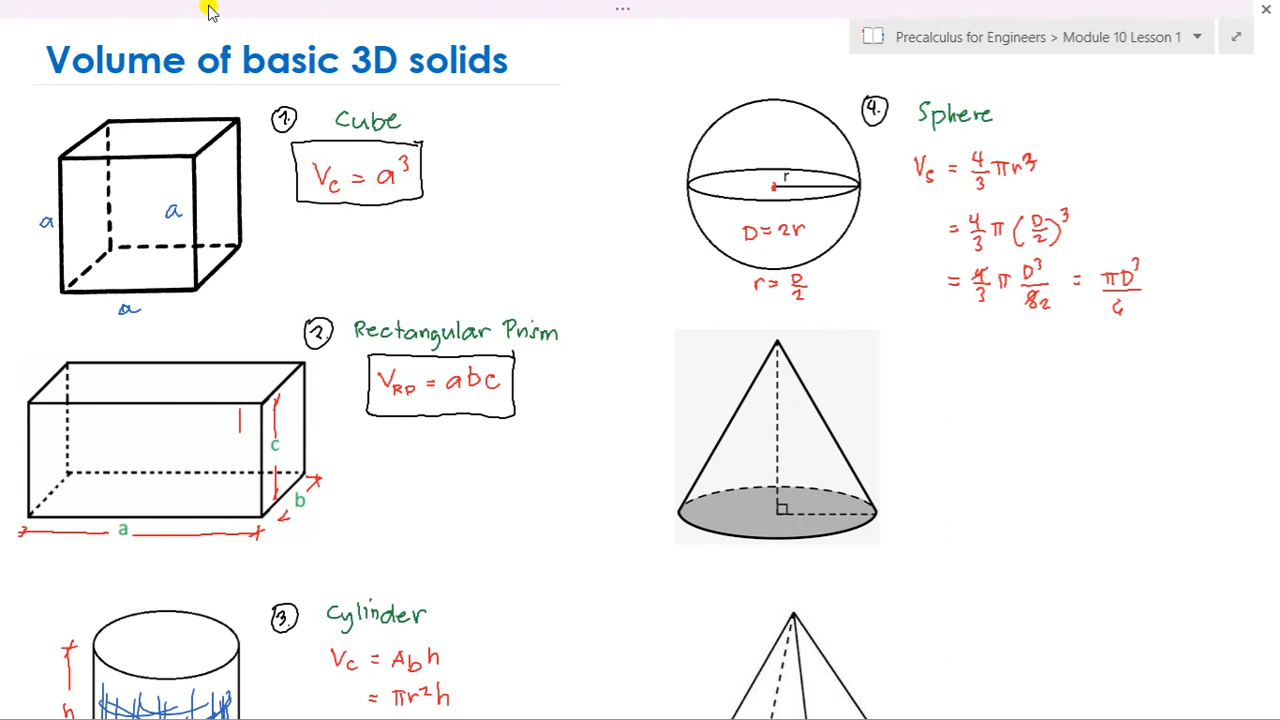 Precalculus for Engineers > Module 10 Lesson 1
Volume of basic 3D solids
1. Cube
V_C = a³
a
a
a
2. Rectangular Prism
V_RP = abc
c
b
a
3. Cylinder
V_C = A_b h
= πr²h
h
4. Sphere
V_S = 4/3 πr³
= 4/3 π (D/2)³
= 4/3 π D³/8 2 = πD³/6
r
D = 2r
r = D/2